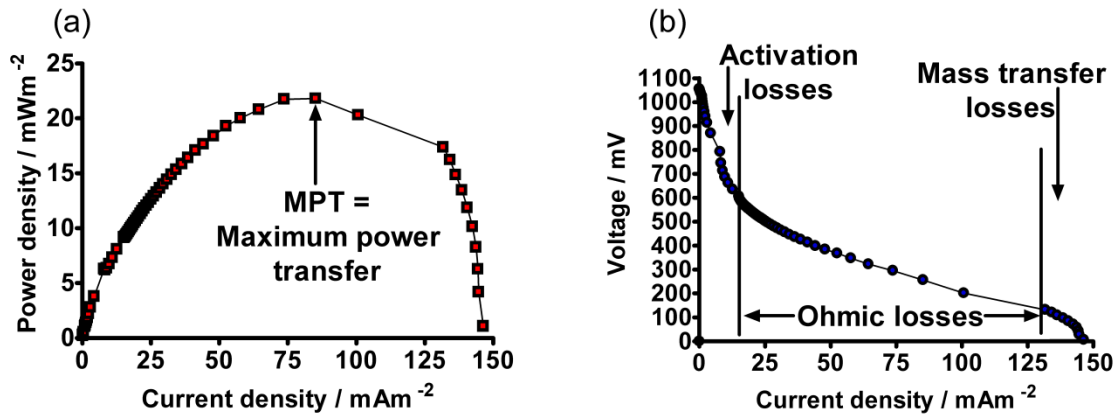 (a)
25
20
15
10
5
0
Power density / mWm-2
MPT =
Maximum power
transfer
0 25 50 75 100 125 150
Current density / mAm-2
(b)
Activation
losses
Mass transfer
losses
1100
1000
900
800
700
600
500
400
300
200
100
0
Voltage / mV
Ohmic losses
0 25 50 75 100 125 150
Current density / mAm-2